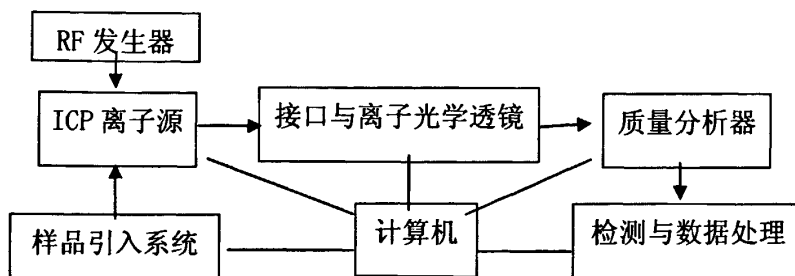 RF 发生器
ICP 离子源
接口与离子光学透镜
质量分析器
样品引入系统
计算机
检测与数据处理